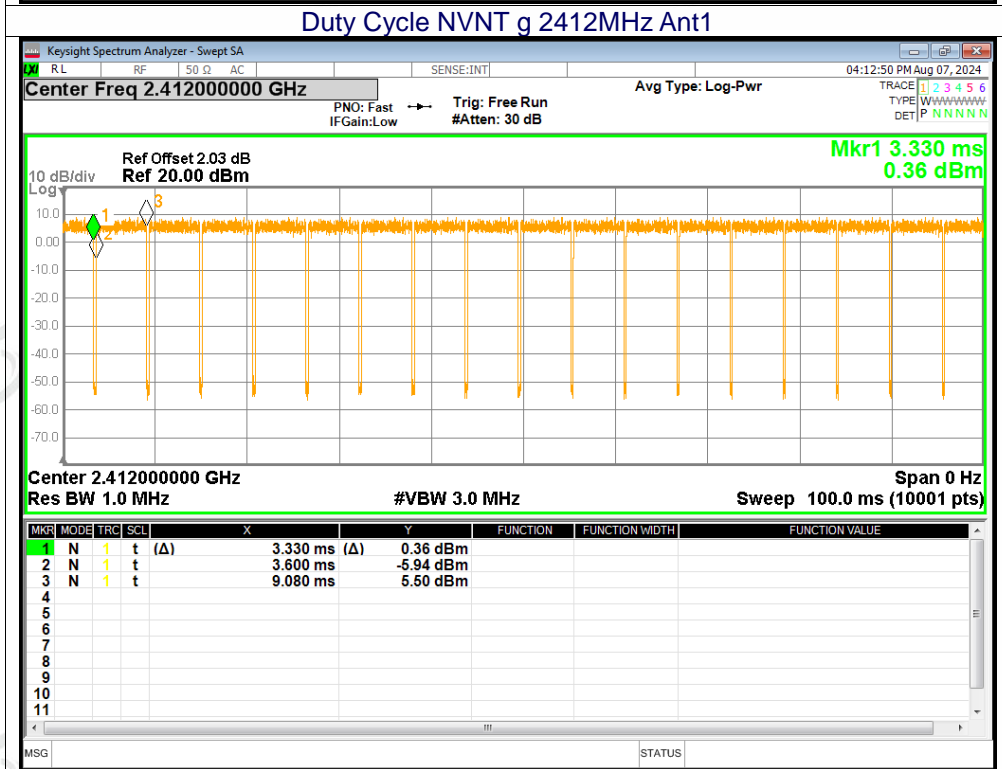 Duty Cycle NVNT g 2412MHz Ant1
Keysight Spectrum Analyzer - Swept SA
LXI RL RF 50 Ω AC SENSE:INT 04:12:50 PM Aug 07, 2024
Center Freq 2.412000000 GHz Avg Type: Log-Pwr TRACE 1 2 3 4 5 6
PNO: Fast Trig: Free Run TYPE WWWWWWW
IFGain:Low #Atten: 30 dB DET P N N N N N
Mkr1 3.330 ms
0.36 dBm
Ref Offset 2.03 dB
10 dB/div Ref 20.00 dBm
Log
10.0
0.00
-10.0
-20.0
-30.0
-40.0
-50.0
-60.0
-70.0
1
2
3
Center 2.412000000 GHz Span 0 Hz
Res BW 1.0 MHz #VBW 3.0 MHz Sweep 100.0 ms (10001 pts)
MKR MODE TRC SCL X Y FUNCTION FUNCTION WIDTH FUNCTION VALUE
1 N 1 t (Δ) 3.330 ms (Δ) 0.36 dBm
2 N 1 t 3.600 ms -5.94 dBm
3 N 1 t 9.080 ms 5.50 dBm
4
5
6
7
8
9
10
11
MSG STATUS